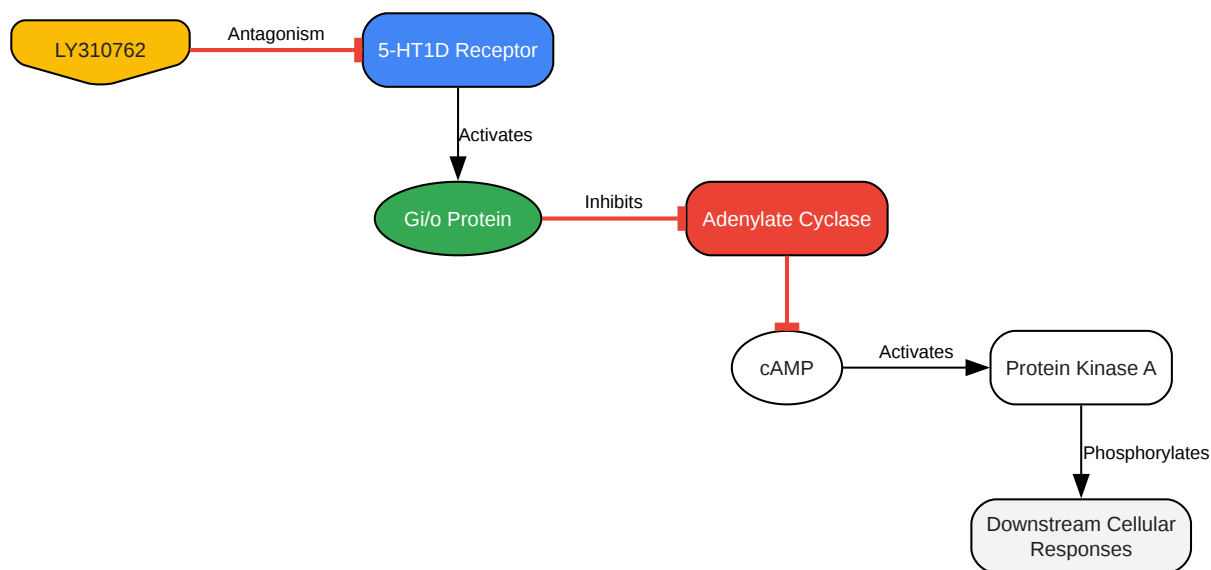 LY310762
Antagonism
5-HT1D Receptor
Activates
Gi/o Protein
Inhibits
Adenylate Cyclase
cAMP
Activates
Protein Kinase A
Phosphorylates
Downstream Cellular
Responses